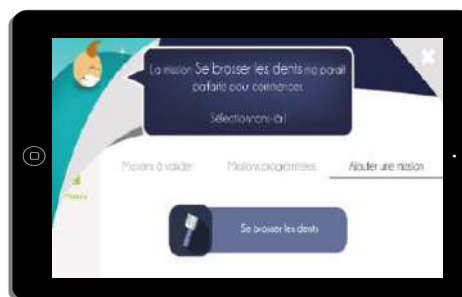 La mission Se brosser les dents me paraît
parfaite pour commencer.
Sélectionnons-là !
Missions à valider
Missions programmées
Ajouter une mission
Se brosser les dents